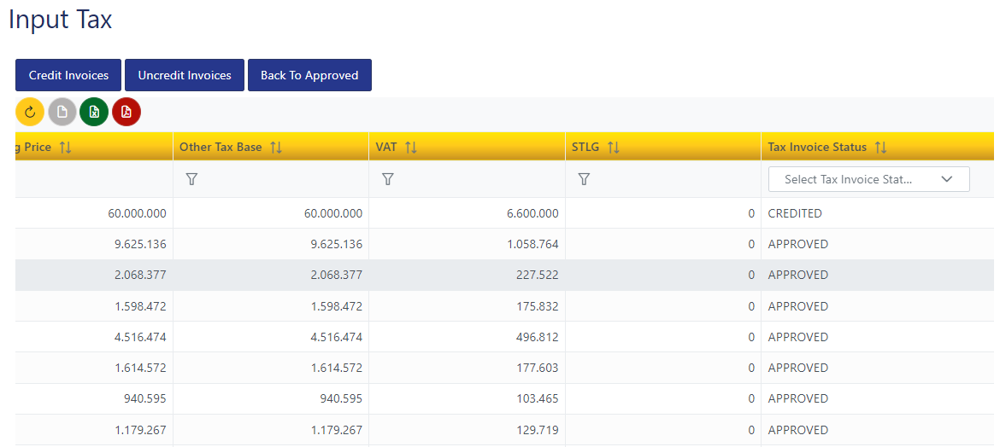 Input Tax
Credit Invoices Uncredit Invoices Back To Approved
g Price Other Tax Base VAT STLG Tax Invoice Status
Select Tax Invoice Stat...
60.000.000 60.000.000 6.600.000 0 CREDITED
9.625.136 9.625.136 1.058.764 0 APPROVED
2.068.377 2.068.377 227.522 0 APPROVED
1.598.472 1.598.472 175.832 0 APPROVED
4.516.474 4.516.474 496.812 0 APPROVED
1.614.572 1.614.572 177.603 0 APPROVED
940.595 940.595 103.465 0 APPROVED
1.179.267 1.179.267 129.719 0 APPROVED